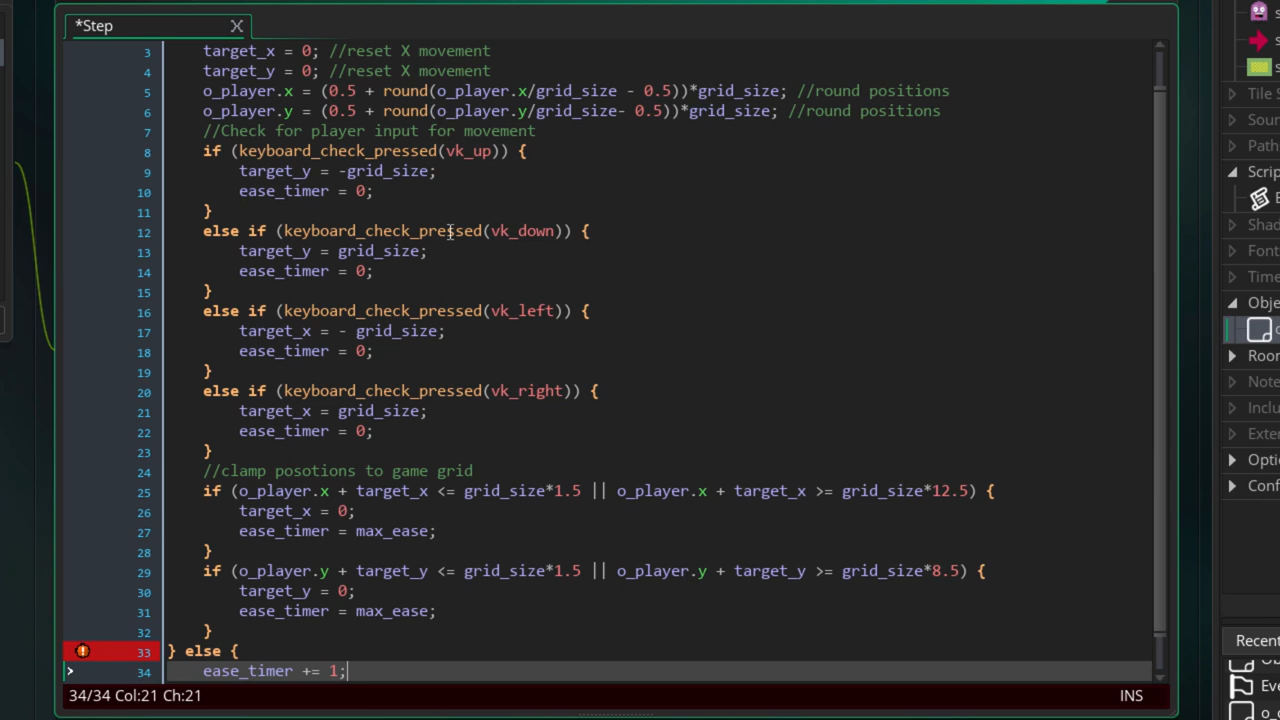 *Step X
s
3 target_x = 0; //reset X movement
4 target_y = 0; //reset X movement
5 o_player.x = (0.5 + round(o_player.x/grid_size - 0.5))*grid_size; //round positions
6 o_player.y = (0.5 + round(o_player.y/grid_size- 0.5))*grid_size; //round positions
7 //Check for player input for movement
8 if (keyboard_check_pressed(vk_up)) {
9 target_y = -grid_size;
10 ease_timer = 0;
11 }
12 else if (keyboard_check_pressed(vk_down)) {
13 target_y = grid_size;
14 ease_timer = 0;
15 }
16 else if (keyboard_check_pressed(vk_left)) {
17 target_x = - grid_size;
18 ease_timer = 0;
19 }
20 else if (keyboard_check_pressed(vk_right)) {
21 target_x = grid_size;
22 ease_timer = 0;
23 }
24 //clamp posotions to game grid
25 if (o_player.x + target_x <= grid_size*1.5 || o_player.x + target_x >= grid_size*12.5) {
26 target_x = 0;
27 ease_timer = max_ease;
28 }
29 if (o_player.y + target_y <= grid_size*1.5 || o_player.y + target_y >= grid_size*8.5) {
30 target_y = 0;
31 ease_timer = max_ease;
32 }
33 } else {
34 ease_timer += 1;
34/34 Col:21 Ch:21 INS
s
s
Tile
Sour
Path
Scrip
Shad
Font
Time
Obje
Room
Note
Inclu
Exter
Optio
Conf
Recent
Eve